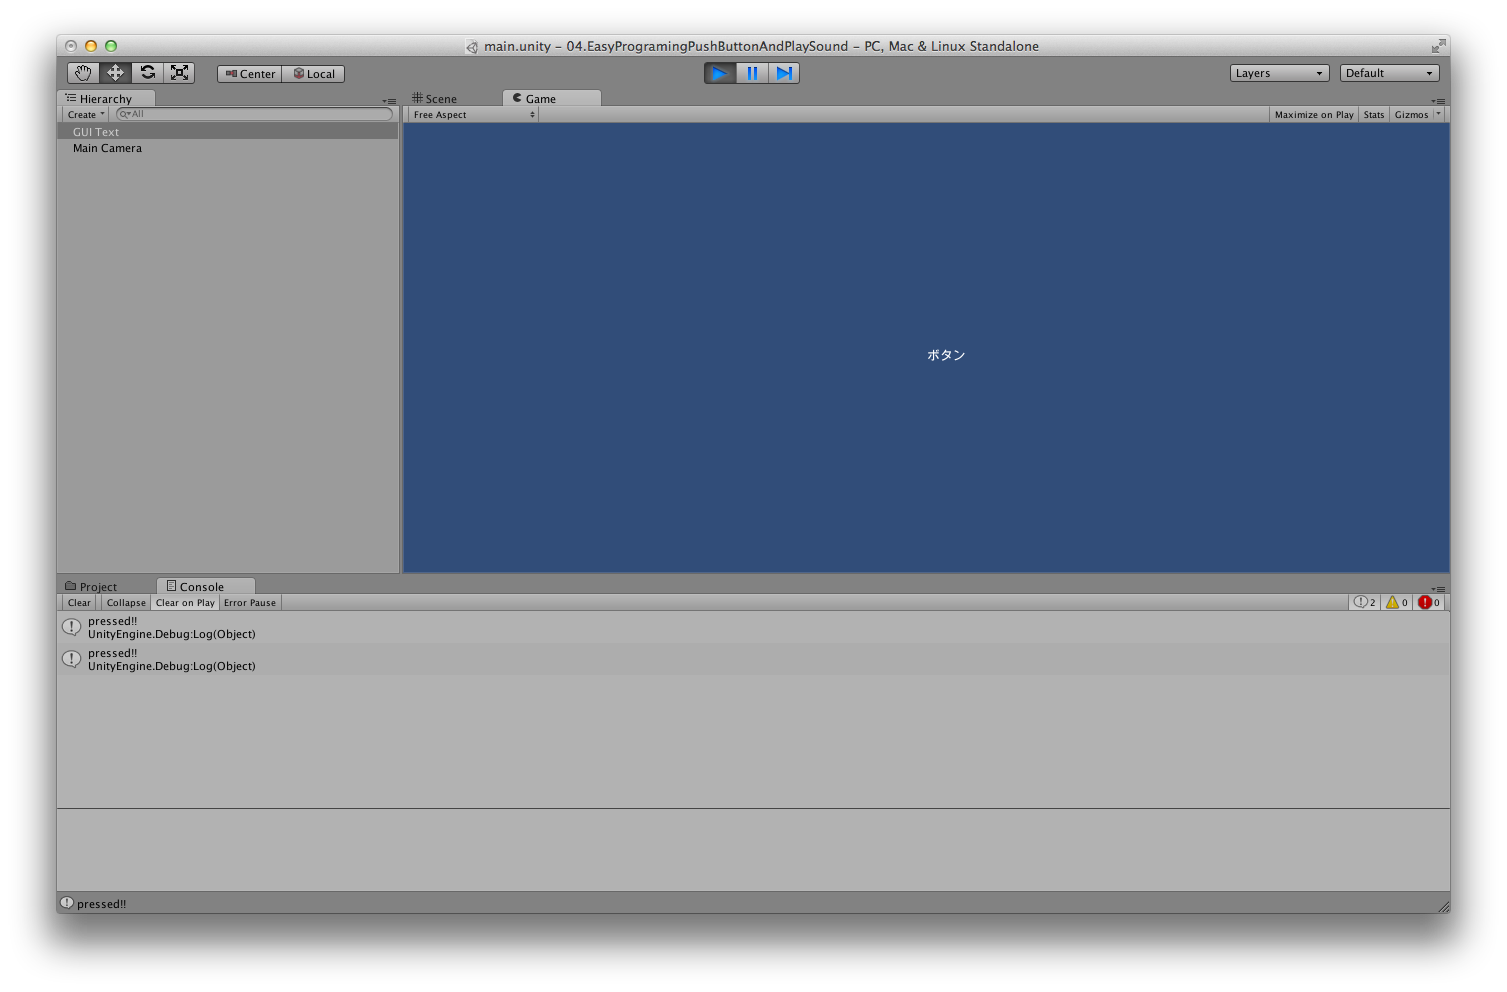 main.unity – 04.EasyProgramingPushButtonAndPlaySound – PC, Mac & Linux Standalone
Center Local Layers Default
Hierarchy
Create All
GUI Text
Main Camera
Scene Game
Free Aspect Maximize on Play Stats Gizmos
ボタン
Project Console
Clear Collapse Clear on Play Error Pause 2 0 0
pressed!!
UnityEngine.Debug:Log(Object)
pressed!!
UnityEngine.Debug:Log(Object)
pressed!!